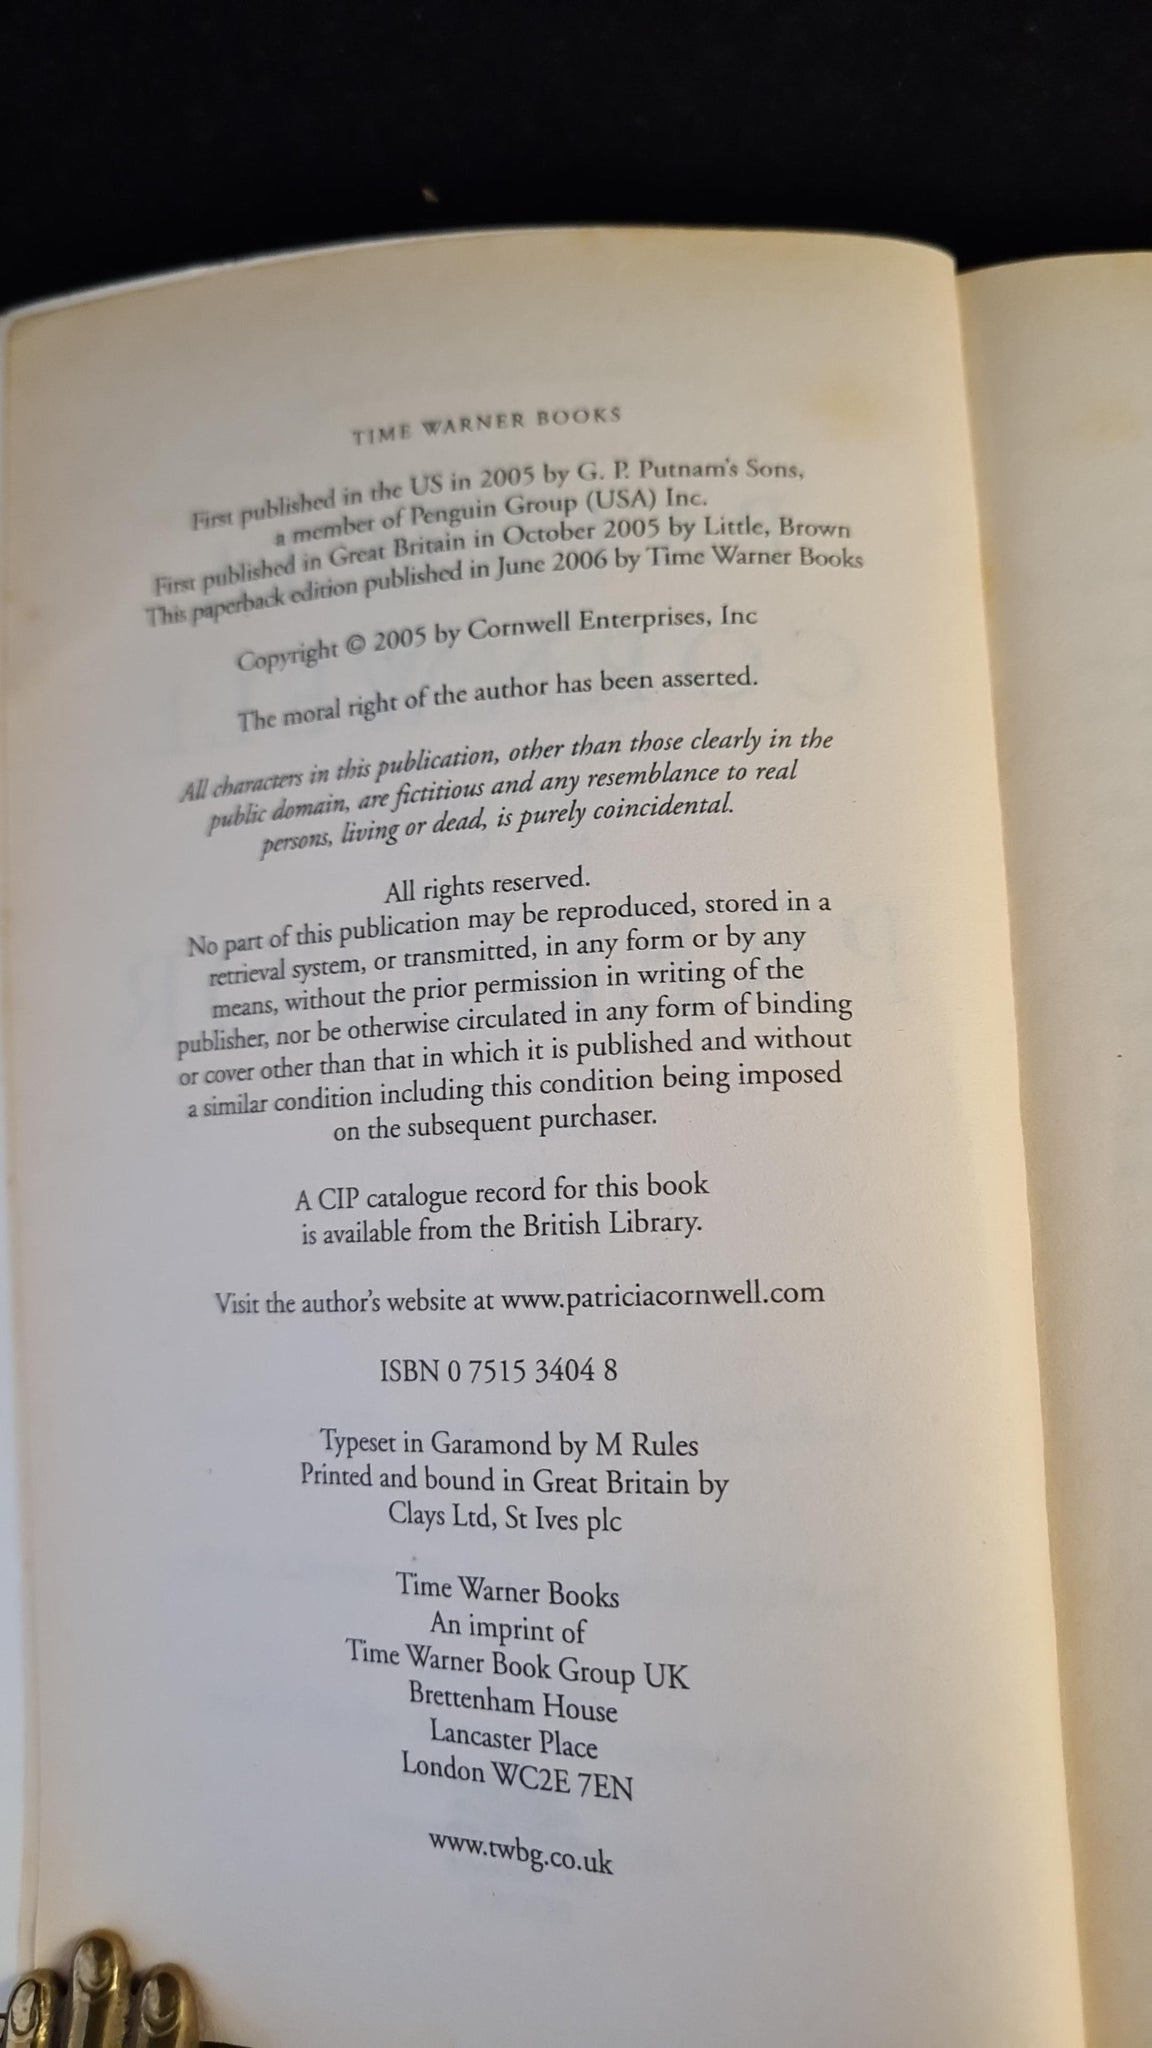 TIME WARNER BOOKS
First published in the US in 2005 by G. P. Putnam's Sons,
a member of Penguin Group (USA) Inc.
First published in Great Britain in October 2005 by Little, Brown
This paperback edition published in June 2006 by Time Warner Books
Copyright © 2005 by Cornwell Enterprises, Inc
The moral right of the author has been asserted.
All characters in this publication, other than those clearly in the
public domain, are fictitious and any resemblance to real
persons, living or dead, is purely coincidental.
All rights reserved.
No part of this publication may be reproduced, stored in a
retrieval system, or transmitted, in any form or by any
means, without the prior permission in writing of the
publisher, nor be otherwise circulated in any form of binding
or cover other than that in which it is published and without
a similar condition including this condition being imposed
on the subsequent purchaser.
A CIP catalogue record for this book
is available from the British Library.
Visit the author's website at www.patriciacornwell.com
ISBN 0 7515 3404 8
Typeset in Garamond by M Rules
Printed and bound in Great Britain by
Clays Ltd, St Ives plc
Time Warner Books
An imprint of
Time Warner Book Group UK
Brettenham House
Lancaster Place
London WC2E 7EN
www.twbg.co.uk